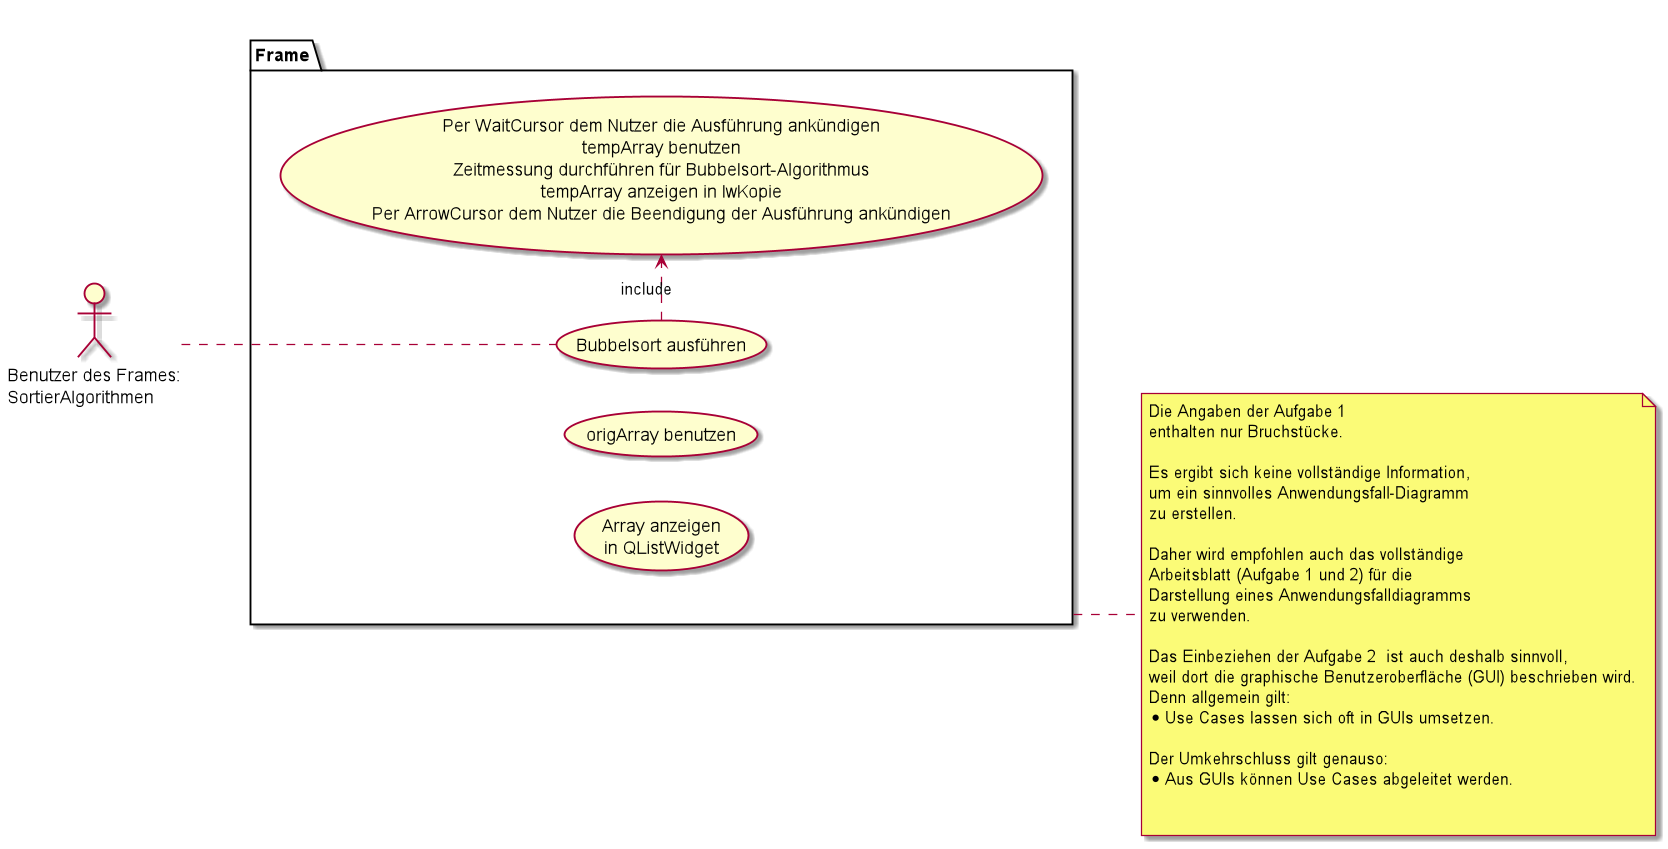 Frame
Per WaitCursor dem Nutzer die Ausführung ankündigen
tempArray benutzen
Zeitmessung durchführen für Bubbelsort-Algorithmus
tempArray anzeigen in lwKopie
Per ArrowCursor dem Nutzer die Beendigung der Ausführung ankündigen
include
Bubbelsort ausführen
Benutzer des Frames:
SortierAlgorithmen
origArray benutzen
Array anzeigen
in QListWidget
Die Angaben der Aufgabe 1
enthalten nur Bruchstücke.
Es ergibt sich keine vollständige Information,
um ein sinnvolles Anwendungsfall-Diagramm
zu erstellen.
Daher wird empfohlen auch das vollständige
Arbeitsblatt (Aufgabe 1 und 2) für die
Darstellung eines Anwendungsfalldiagramms
zu verwenden.
Das Einbeziehen der Aufgabe 2  ist auch deshalb sinnvoll,
weil dort die graphische Benutzeroberfläche (GUI) beschrieben wird.
Denn allgemein gilt:
• Use Cases lassen sich oft in GUIs umsetzen.
Der Umkehrschluss gilt genauso:
• Aus GUIs können Use Cases abgeleitet werden.